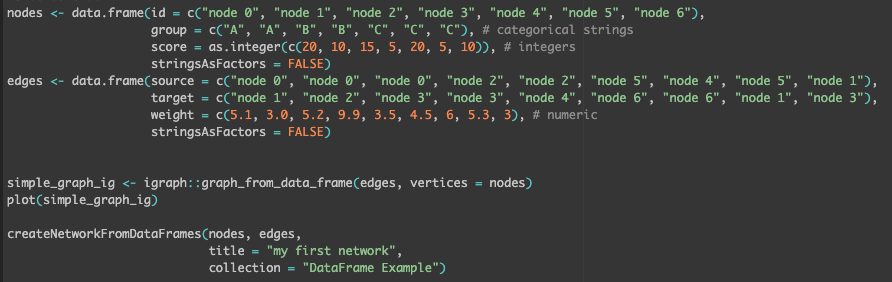 nodes <- data.frame(id = c("node 0", "node 1", "node 2", "node 3", "node 4", "node 5", "node 6"),
group = c("A", "A", "B", "B", "C", "C", "C"), # categorical strings
score = as.integer(c(20, 10, 15, 5, 20, 5, 10)), # integers
stringsAsFactors = FALSE)
edges <- data.frame(source = c("node 0", "node 0", "node 0", "node 2", "node 2", "node 5", "node 4", "node 5", "node 1"),
target = c("node 1", "node 2", "node 3", "node 3", "node 4", "node 6", "node 6", "node 1", "node 3"),
weight = c(5.1, 3.0, 5.2, 9.9, 3.5, 4.5, 6, 5.3, 3), # numeric
stringsAsFactors = FALSE)
simple_graph_ig <- igraph::graph_from_data_frame(edges, vertices = nodes)
plot(simple_graph_ig)
createNetworkFromDataFrames(nodes, edges,
title = "my first network",
collection = "DataFrame Example")